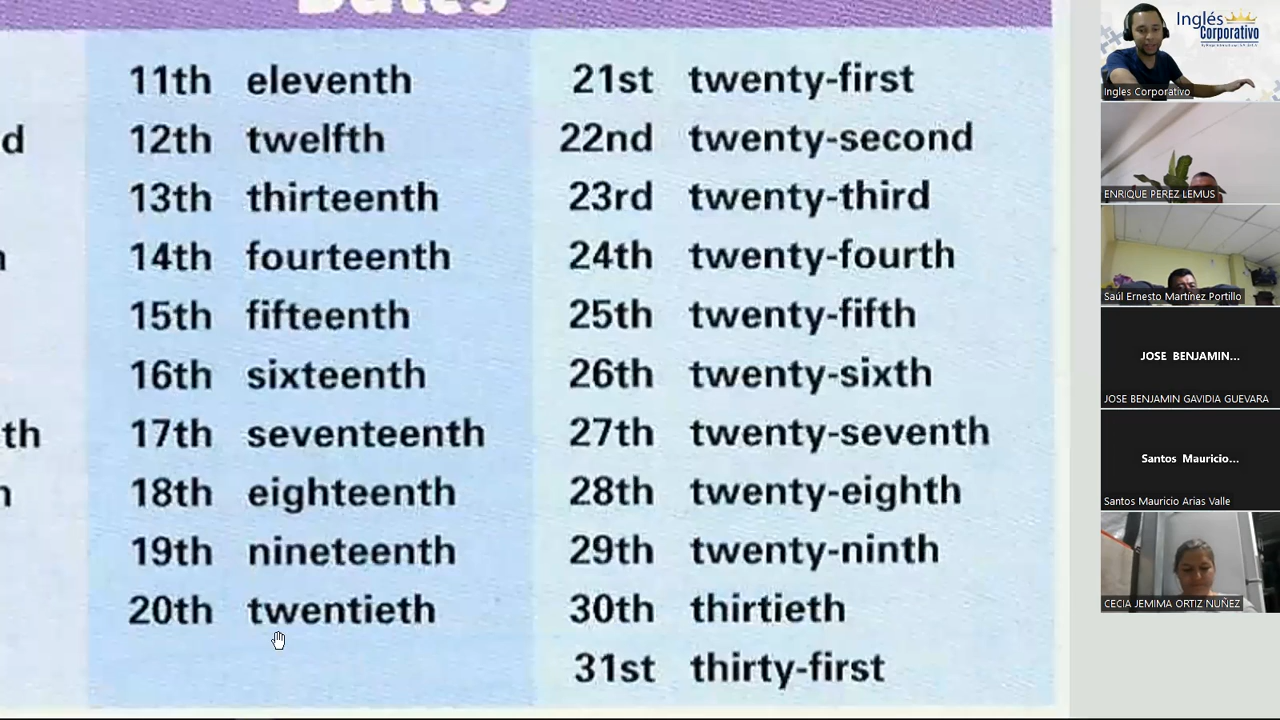 Dates
d
th
11th eleventh
12th twelfth
13th thirteenth
14th fourteenth
15th fifteenth
16th sixteenth
17th seventeenth
18th eighteenth
19th nineteenth
20th twentieth
21st twenty-first
22nd twenty-second
23rd twenty-third
24th twenty-fourth
25th twenty-fifth
26th twenty-sixth
27th twenty-seventh
28th twenty-eighth
29th twenty-ninth
30th thirtieth
31st thirty-first
Inglés
Corporativo
Ingles Corporativo
ENRIQUE PEREZ LEMUS
Saúl Ernesto Martínez Portillo
JOSE BENJAMIN...
JOSE BENJAMIN GAVIDIA GUEVARA
Santos Mauricio...
Santos Mauricio Arias Valle
CECIA JEMIMA ORTIZ NUÑEZ